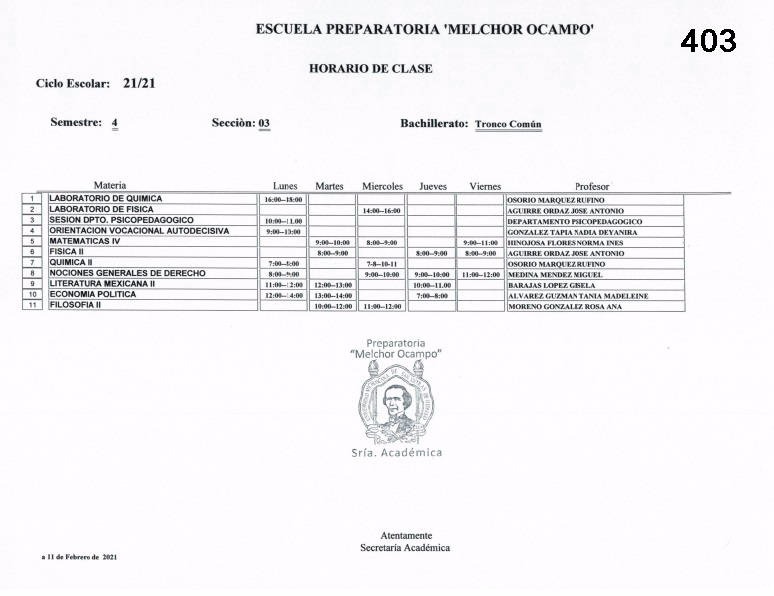 ESCUELA PREPARATORIA 'MELCHOR OCAMPO'
403
HORARIO DE CLASE
Ciclo Escolar: 21/21
Semestre: 4 Secciòn: 03 Bachillerato: Tronco Común
Materia Lunes Martes Miercoles Jueves Viernes Profesor
1 LABORATORIO DE QUIMICA 16:00--18:00 OSORIO MARQUEZ RUFINO
2 LABORATORIO DE FISICA 14:00--16:00 AGUIRRE ORDAZ JOSE ANTONIO
3 SESION DPTO. PSICOPEDAGOGICO 10:00--11.00 DEPARTAMENTO PSICOPEDAGOGICO
4 ORIENTACION VOCACIONAL AUTODECISIVA 9:00--10:00 GONZALEZ TAPIA NADIA DEYANIRA
5 MATEMATICAS IV 9:00--10:00 8:00--9:00 9:00--11:00 HINOJOSA FLORES NORMA INES
6 FISICA II 8:00--9:00 8:00--9:00 8:00--9:00 AGUIRRE ORDAZ JOSE ANTONIO
7 QUIMICA II 7:00--8:00 7-8--10-11 OSORIO MARQUEZ RUFINO
8 NOCIONES GENERALES DE DERECHO 8:00--9:00 9:00--10:00 9:00--10:00 11:00--12:00 MEDINA MENDEZ MIGUEL
9 LITERATURA MEXICANA II 11:00--12:00 12:00--13:00 10:00--11.00 BARAJAS LOPEZ GISELA
10 ECONOMIA POLITICA 12:00--14:00 13:00--14:00 7:00--8:00 ALVAREZ GUZMAN TANIA MADELEINE
11 FILOSOFIA II 10:00--12:00 11:00--12:00 MORENO GONZALEZ ROSA ANA
Preparatoria
"Melchor Ocampo"
Sría. Académica
Atentamente
Secretaría Académica
a 11 de Febrero de 2021